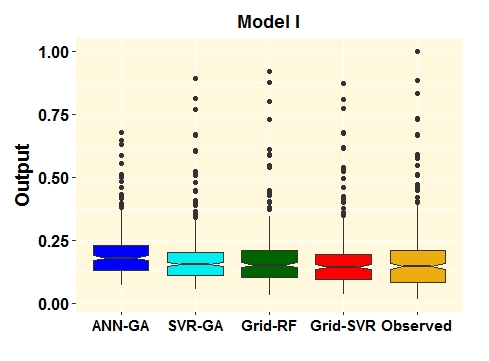 Model I
Output
1.00
0.75
0.50
0.25
0.00
ANN-GA SVR-GA Grid-RF Grid-SVR Observed